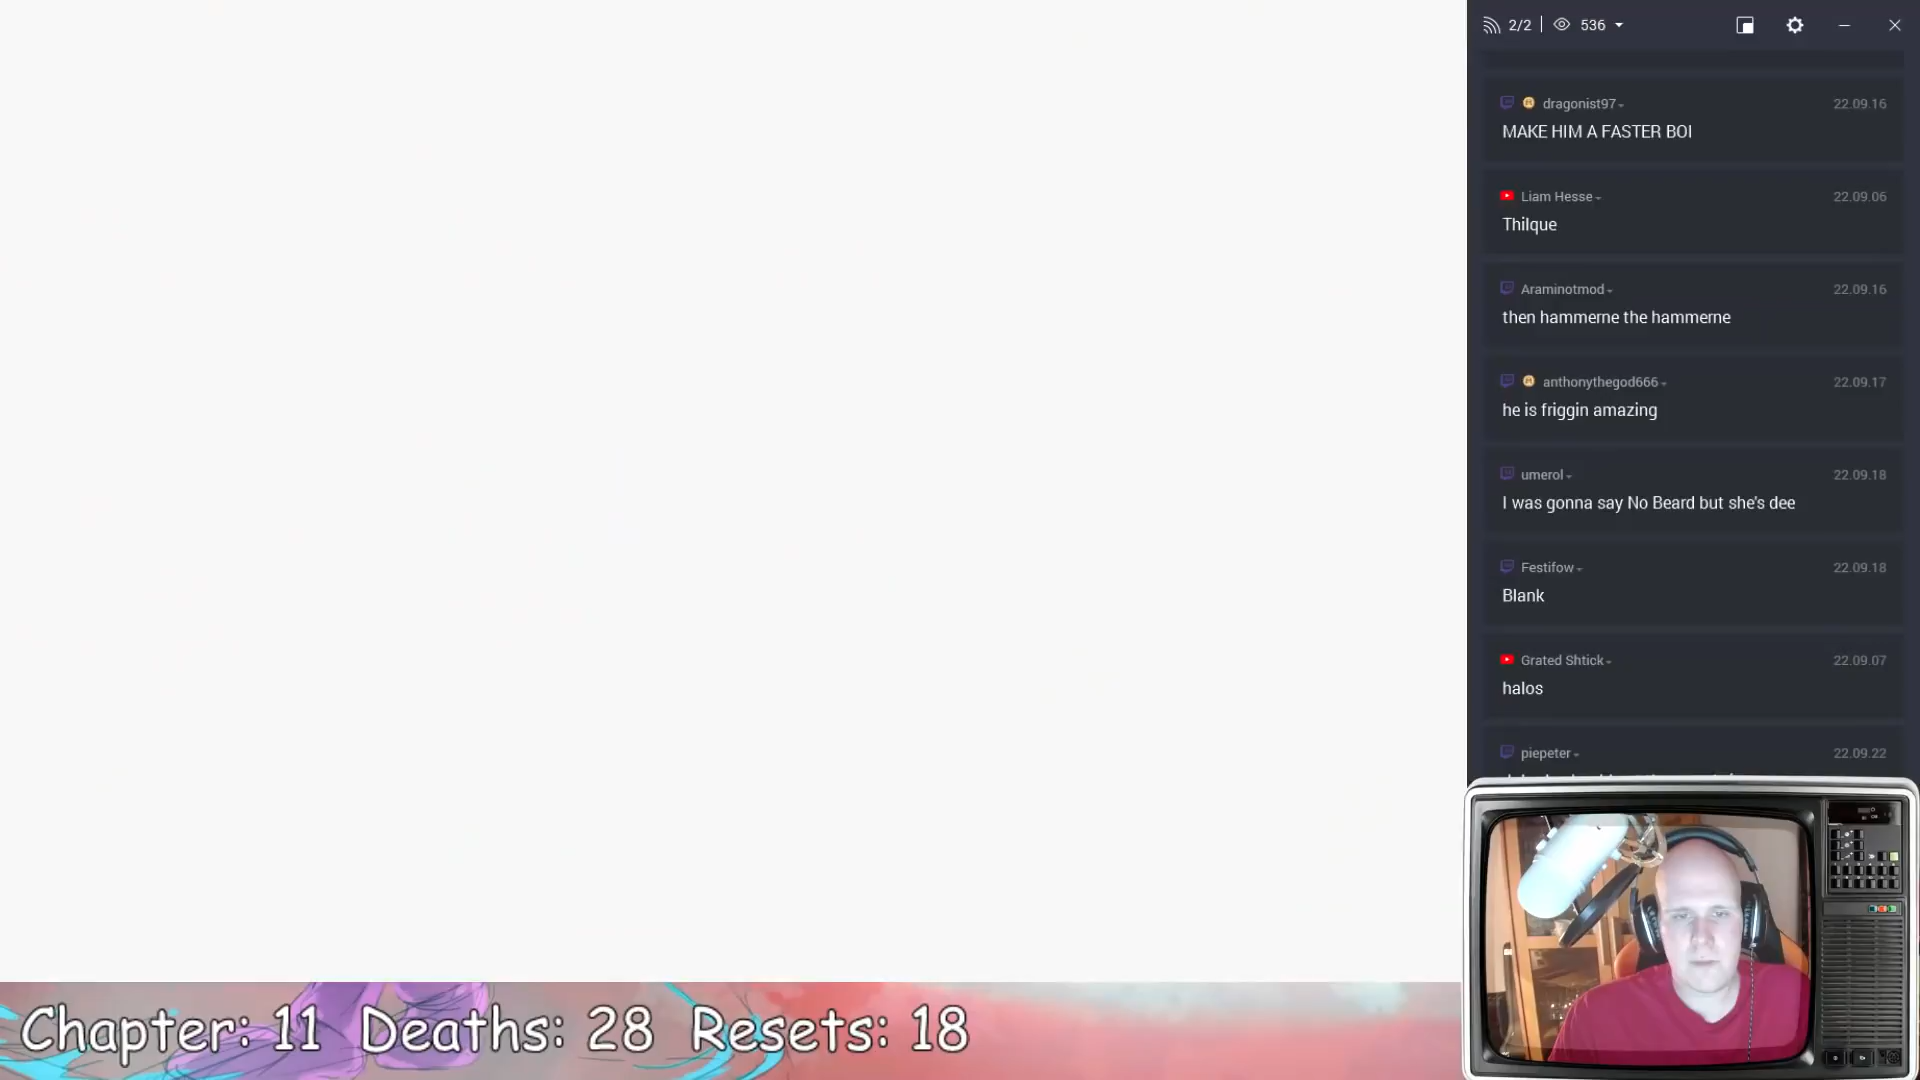 2/2 536
dragonist97 22.09.16
MAKE HIM A FASTER BOI
Liam Hesse 22.09.06
Thilque
Araminotmod 22.09.16
then hammerne the hammerne
anthonythegod666 22.09.17
he is friggin amazing
umerol 22.09.18
I was gonna say No Beard but she's dee
Festifow 22.09.18
Blank
Grated Shtick 22.09.07
halos
piepeter 22.09.22
Chapter: 11 Deaths: 28 Resets: 18